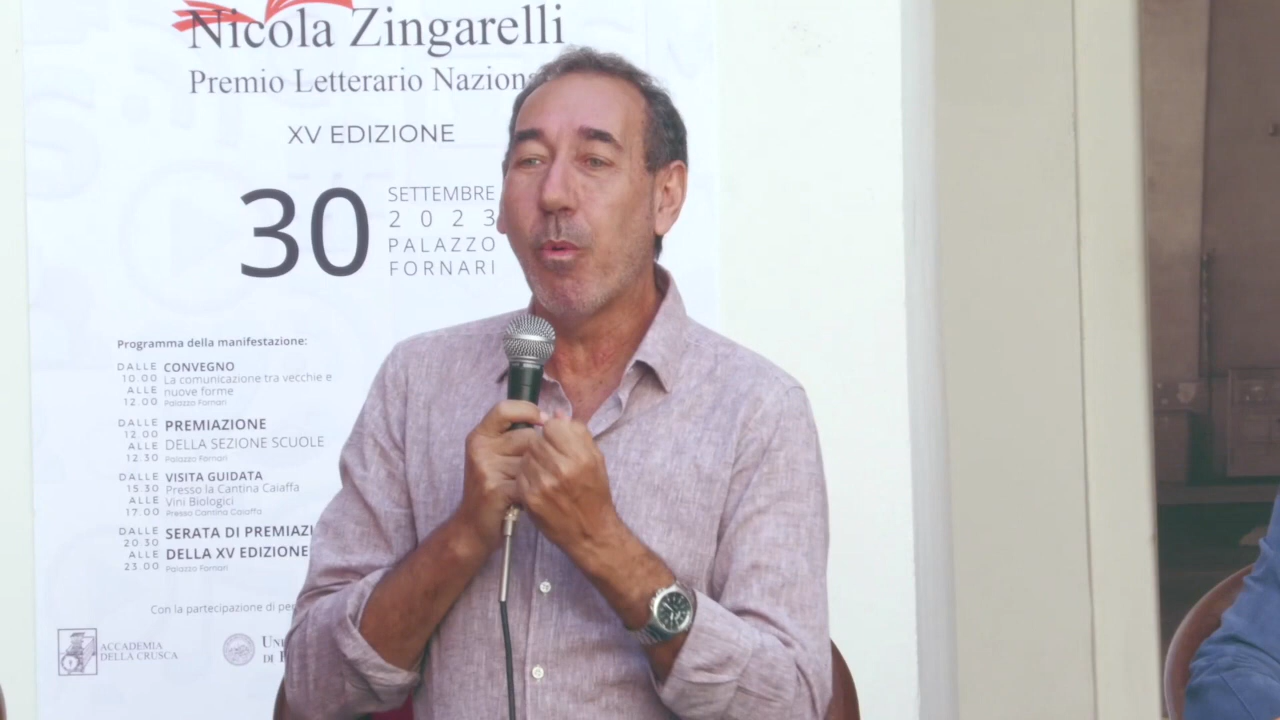 Nicola Zingarelli
Premio Letterario Nazion
XV EDIZIONE
30
SETTEMBRE
2023
PALAZZO
FORNARI
Programma della manifestazione:
DALLE 10.00 ALLE 12.00
CONVEGNO
La comunicazione tra vecchie e
nuove forme
Palazzo Fornari
DALLE 12.00 ALLE 12.30
PREMIAZIONE
DELLA SEZIONE SCUOLE
Palazzo Fornari
DALLE 15.30 ALLE 17.00
VISITA GUIDATA
Presso la Cantina Caiaffa
Vini Biologici
Presso Cantina Caiaffa
DALLE 20.30 ALLE 23.00
SERATA DI PREMIAZI
DELLA XV EDIZIONE
Palazzo Fornari
Con la partecipazione di
ACCADEMIA
DELLA CRUSCA